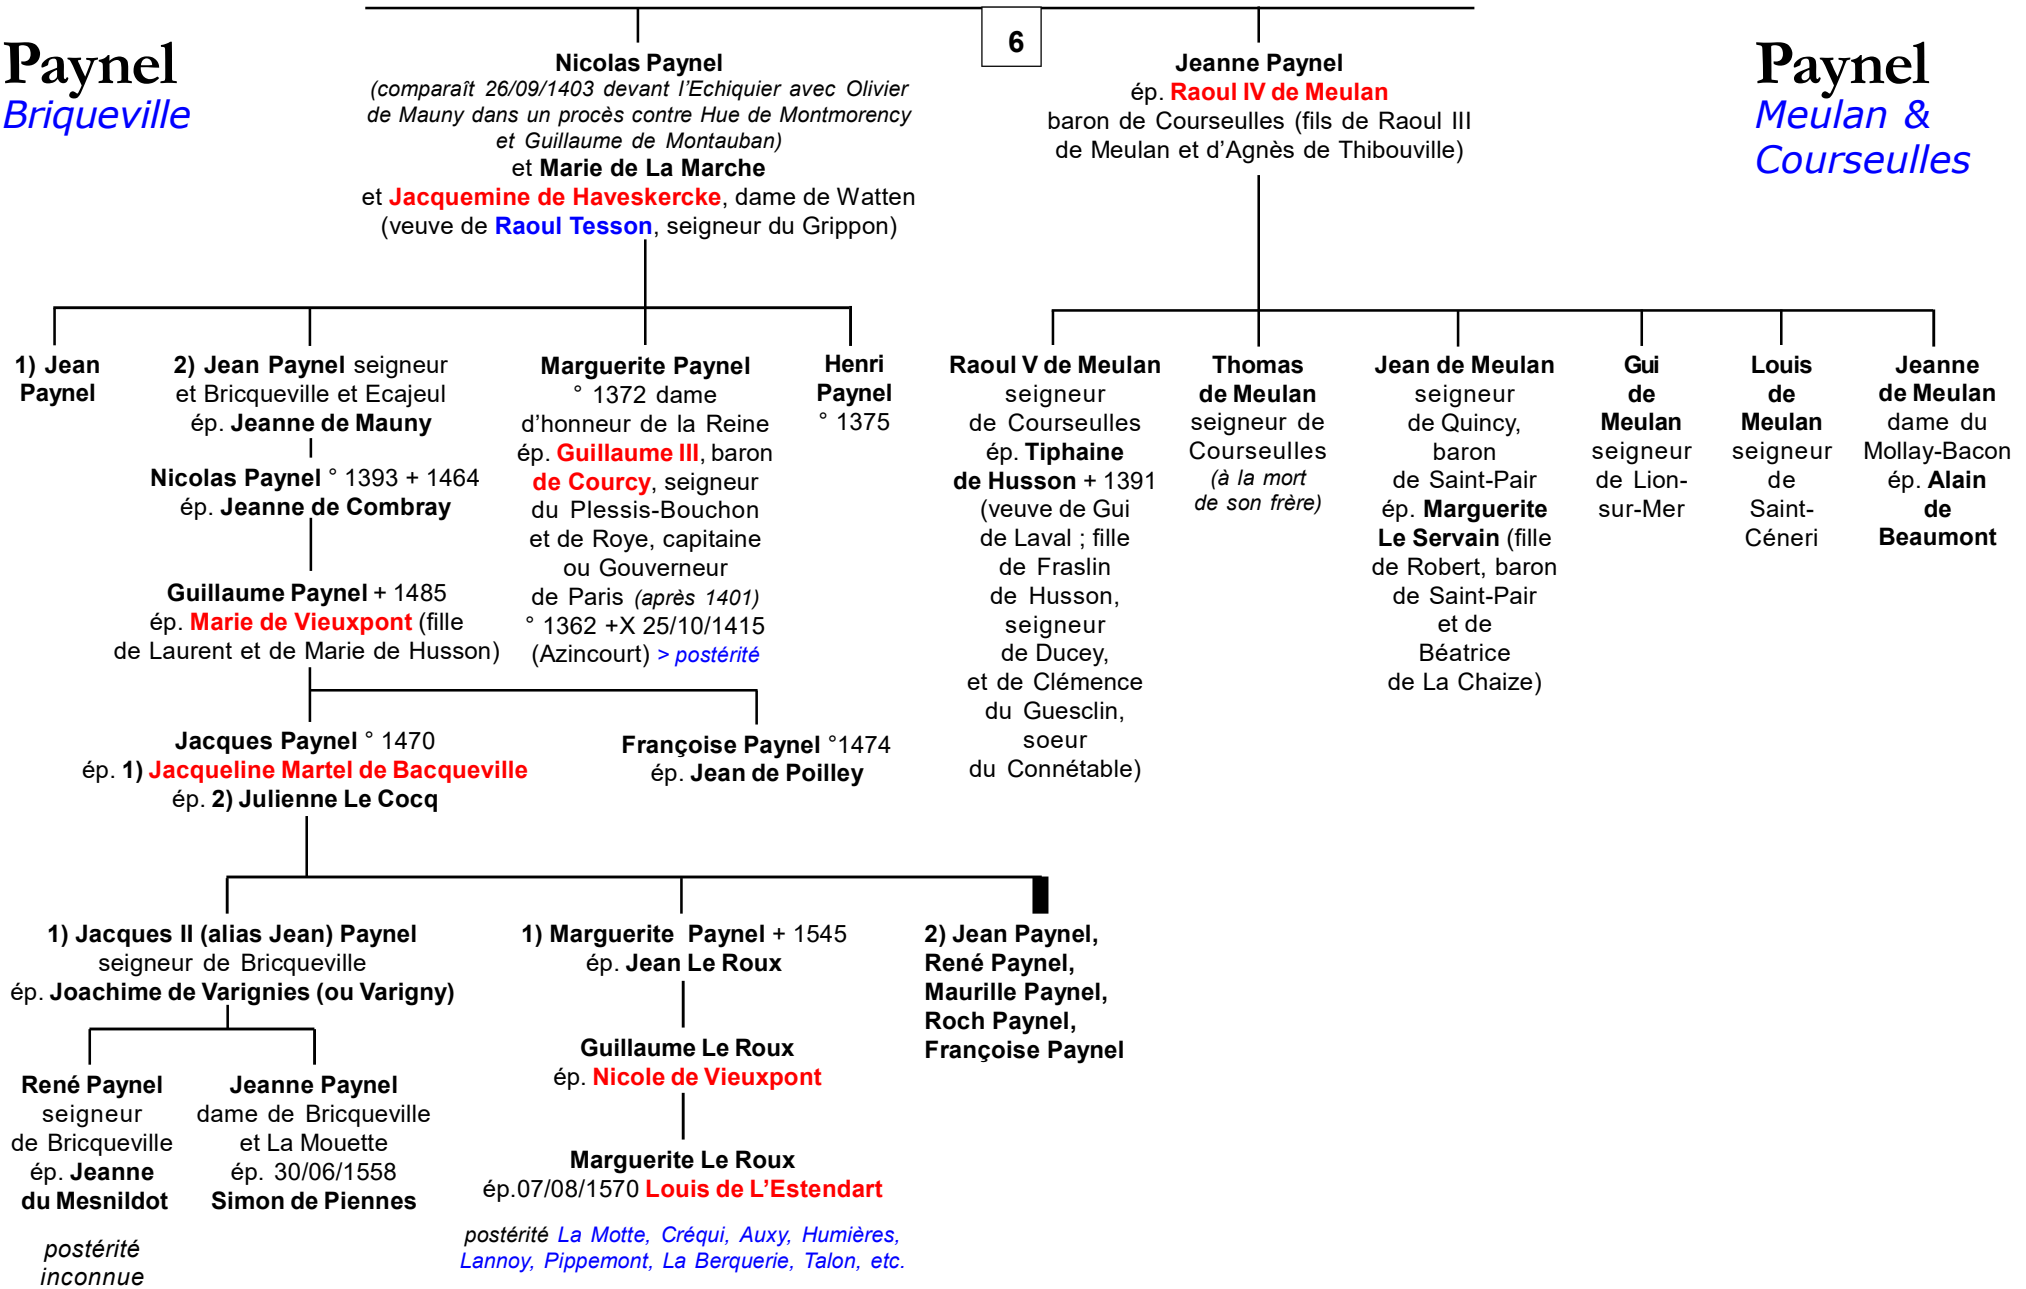 Paynel
Briqueville
6
Paynel
Meulan &
Courseulles
Nicolas Paynel
(comparaît 26/09/1403 devant l'Echiquier avec Olivier
de Mauny dans un procès contre Hue de Montmorency
et Guillaume de Montauban)
et Marie de La Marche
et Jacquemine de Haveskercke, dame de Watten
(veuve de Raoul Tesson, seigneur du Grippon)
Jeanne Paynel
ép. Raoul IV de Meulan
baron de Courseulles (fils de Raoul III
de Meulan et d'Agnès de Thibouville)
1) Jean
Paynel
2) Jean Paynel seigneur
et Bricqueville et Ecajeul
ép. Jeanne de Mauny
Nicolas Paynel ° 1393 + 1464
ép. Jeanne de Combray
Guillaume Paynel + 1485
ép. Marie de Vieuxpont (fille
de Laurent et de Marie de Husson)
Marguerite Paynel
° 1372 dame
d'honneur de la Reine
ép. Guillaume III, baron
de Courcy, seigneur
du Plessis-Bouchon
et de Roye, capitaine
ou Gouverneur
de Paris (après 1401)
° 1362 +X 25/10/1415
(Azincourt) > postérité
Henri
Paynel
° 1375
Raoul V de Meulan
seigneur
de Courseulles
ép. Tiphaine
de Husson + 1391
(veuve de Gui
de Laval ; fille
de Fraslin
de Husson,
seigneur
de Ducey,
et de Clémence
du Guesclin,
soeur
du Connétable)
Thomas
de Meulan
seigneur de
Courseulles
(à la mort
de son frère)
Jean de Meulan
seigneur
de Quincy,
baron
de Saint-Pair
ép. Marguerite
Le Servain (fille
de Robert, baron
de Saint-Pair
et de
Béatrice
de La Chaize)
Gui
de
Meulan
seigneur
de Lion-
sur-Mer
Louis
de
Meulan
seigneur
de
Saint-
Céneri
Jeanne
de Meulan
dame du
Mollay-Bacon
ép. Alain
de
Beaumont
Jacques Paynel ° 1470
ép. 1) Jacqueline Martel de Bacqueville
ép. 2) Julienne Le Cocq
Françoise Paynel °1474
ép. Jean de Poilley
1) Jacques II (alias Jean) Paynel
seigneur de Bricqueville
ép. Joachime de Varignies (ou Varigny)
1) Marguerite Paynel + 1545
ép. Jean Le Roux
2) Jean Paynel,
René Paynel,
Maurille Paynel,
Roch Paynel,
Françoise Paynel
Guillaume Le Roux
ép. Nicole de Vieuxpont
René Paynel
seigneur
de Bricqueville
ép. Jeanne
du Mesnildot
postérité
inconnue
Jeanne Paynel
dame de Bricqueville
et La Mouette
ép. 30/06/1558
Simon de Piennes
Marguerite Le Roux
ép.07/08/1570 Louis de L'Estendart
postérité La Motte, Créqui, Auxy, Humières,
Lannoy, Pippemont, La Berquerie, Talon, etc.